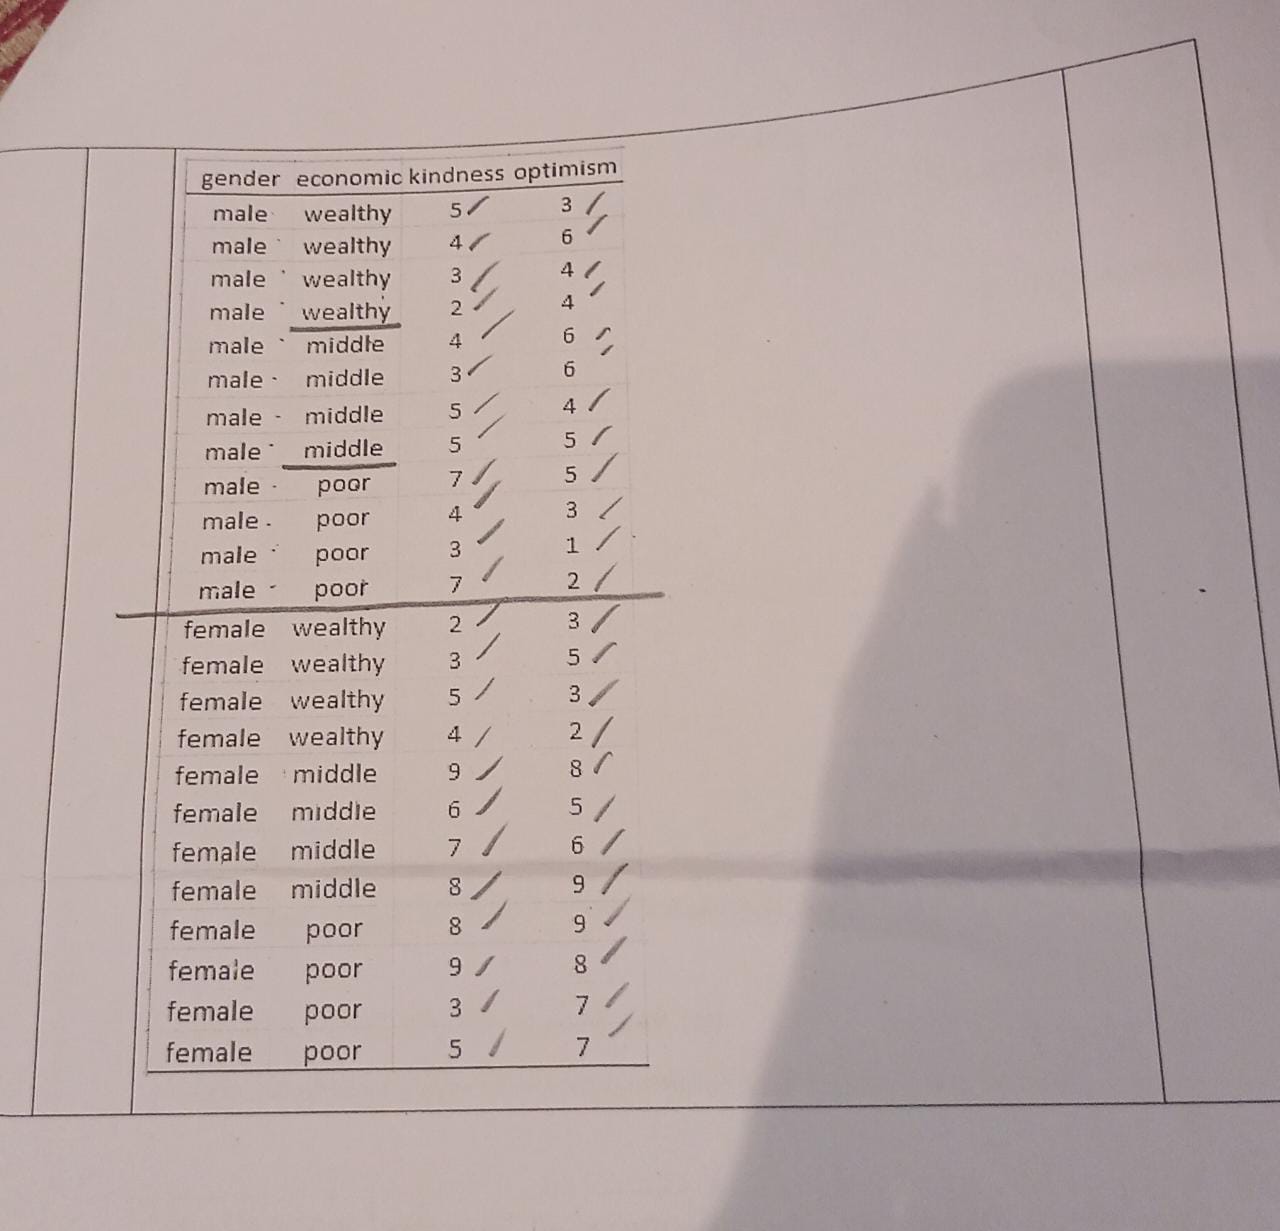 gender economic kindness optimism
male wealthy 5 3
male wealthy 4 6
male wealthy 3 4
male wealthy 2 4
male middle 4 6
male middle 3 6
male middle 5 4
male middle 5 5
male poor 7 5
male poor 4 3
male poor 3 1
male poor 7 2
female wealthy 2 3
female wealthy 3 5
female wealthy 5 3
female wealthy 4 2
female middle 9 8
female middle 6 5
female middle 7 6
female middle 8 9
female poor 8 9
female poor 9 8
female poor 3 7
female poor 5 7